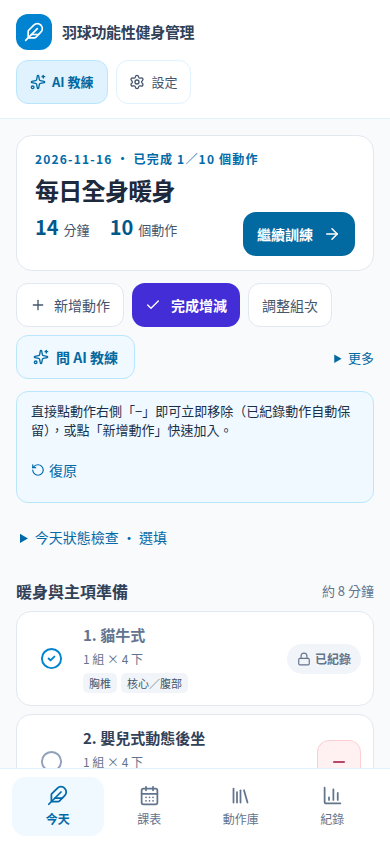 羽球功能性健身管理
AI 教練
設定
2026-11-16 · 已完成 1／10 個動作
每日全身暖身
14 分鐘 10 個動作
繼續訓練
新增動作
完成增減
調整組次
問 AI 教練
更多
直接點動作右側「−」即可立即移除（已紀錄動作自動保
留），或點「新增動作」快速加入。
復原
今天狀態檢查 · 選填
暖身與主項準備
約 8 分鐘
1. 貓牛式
1 組 × 4 下
胸椎 核心／腹部
已紀錄
2. 嬰兒式動態後坐
1 組 × 4 下
今天
課表
動作庫
紀錄